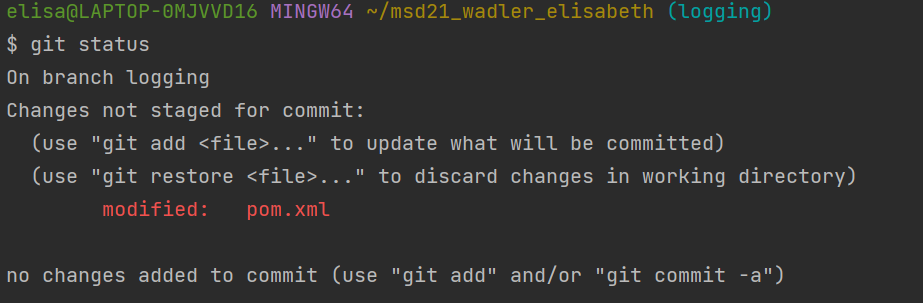 elisa@LAPTOP-0MJVVD16 MINGW64 ~/msd21_wadler_elisabeth (logging)
$ git status
On branch logging
Changes not staged for commit:
  (use "git add <file>..." to update what will be committed)
  (use "git restore <file>..." to discard changes in working directory)
        modified:   pom.xml

no changes added to commit (use "git add" and/or "git commit -a")